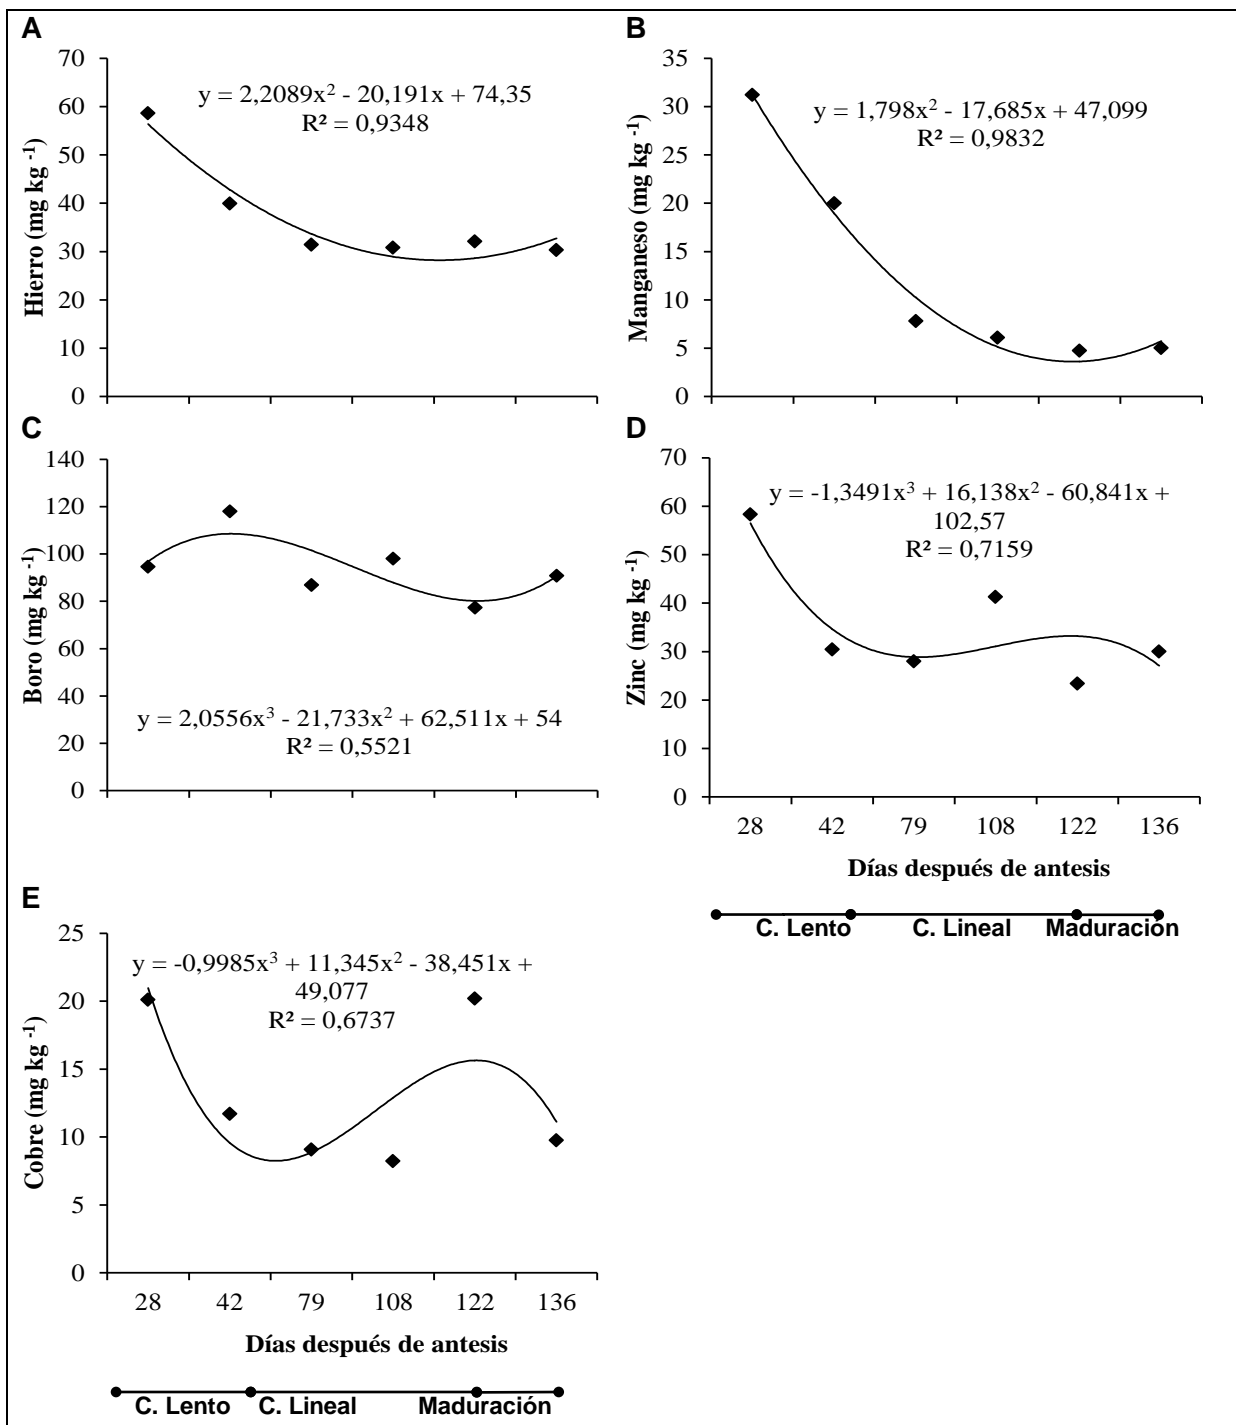 A
70
60
50
40
30
20
10
0
Hierro (mg kg -1)
y = 2,2089x2 - 20,191x + 74,35
R² = 0,9348
B
35
30
25
20
15
10
5
0
Manganeso (mg kg -1)
y = 1,798x2 - 17,685x + 47,099
R² = 0,9832
C
140
120
100
80
60
40
20
0
Boro (mg kg -1)
y = 2,0556x3 - 21,733x2 + 62,511x + 54
R² = 0,5521
D
70
60
50
40
30
20
10
0
Zinc (mg kg -1)
y = -1,3491x3 + 16,138x2 - 60,841x +
102,57
R² = 0,7159
28 42 79 108 122 136
Días después de antesis
C. Lento C. Lineal Maduración
E
25
20
15
10
5
0
Cobre (mg kg -1)
y = -0,9985x3 + 11,345x2 - 38,451x +
49,077
R² = 0,6737
28 42 79 108 122 136
Días después de antesis
C. Lento C. Lineal Maduración